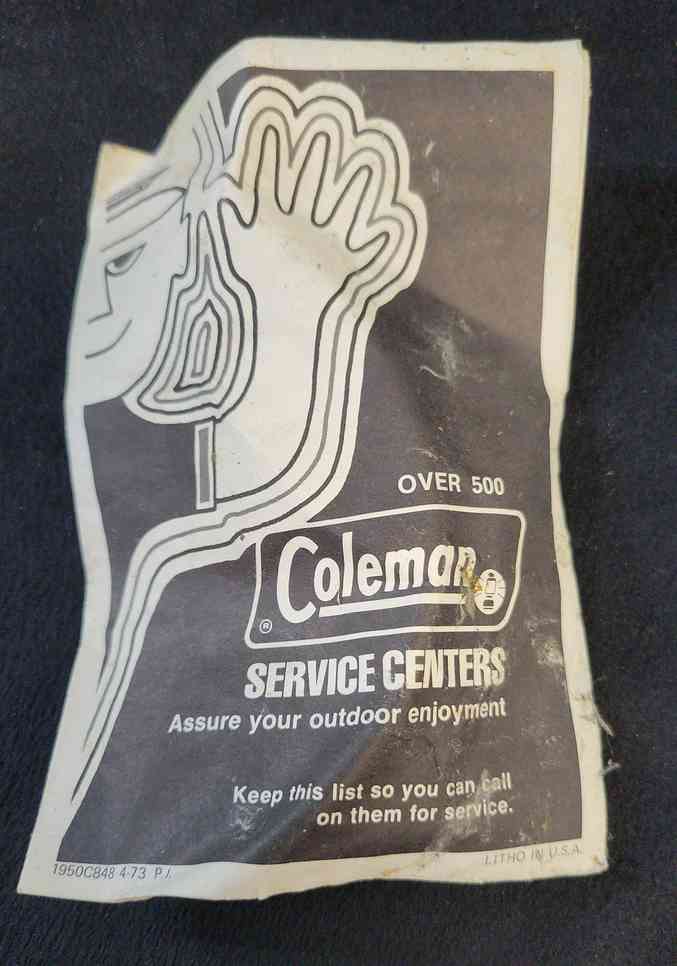 OVER 500
Coleman
®
SERVICE CENTERS
Assure your outdoor enjoyment
Keep this list so you can call
on them for service.
1950C848 4-73 P.I.
LITHO IN U.S.A.